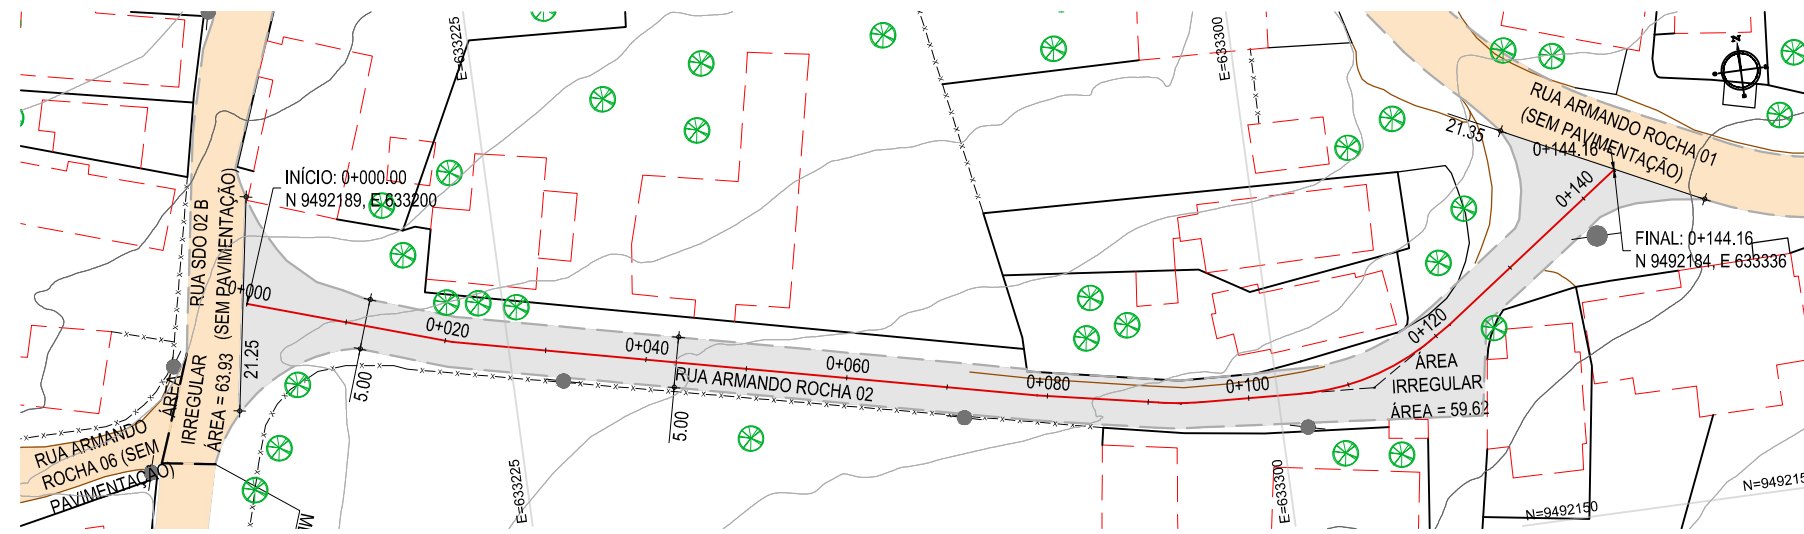 E=633225
E=633300
RUA ARMANDO ROCHA 01
(SEM PAVIMENTAÇÃO)
21.35
0+144.16
0+140
N
INÍCIO: 0+000.00
N 9492189, E 633200
RUA SDO 02 B
(SEM PAVIMENTAÇÃO)
FINAL: 0+144.16
N 9492184, E 633336
0+000
0+020
0+040
0+060
0+080
0+100
0+120
21.25
5.00
5.00
RUA ARMANDO ROCHA 02
ÁREA
IRREGULAR
ÁREA = 59.62
ÁREA
IRREGULAR
ÁREA = 63.93
RUA ARMANDO
ROCHA 06 (SEM
PAVIMENTAÇÃO)
E=633225
E=633300
N=9492150
N=949215